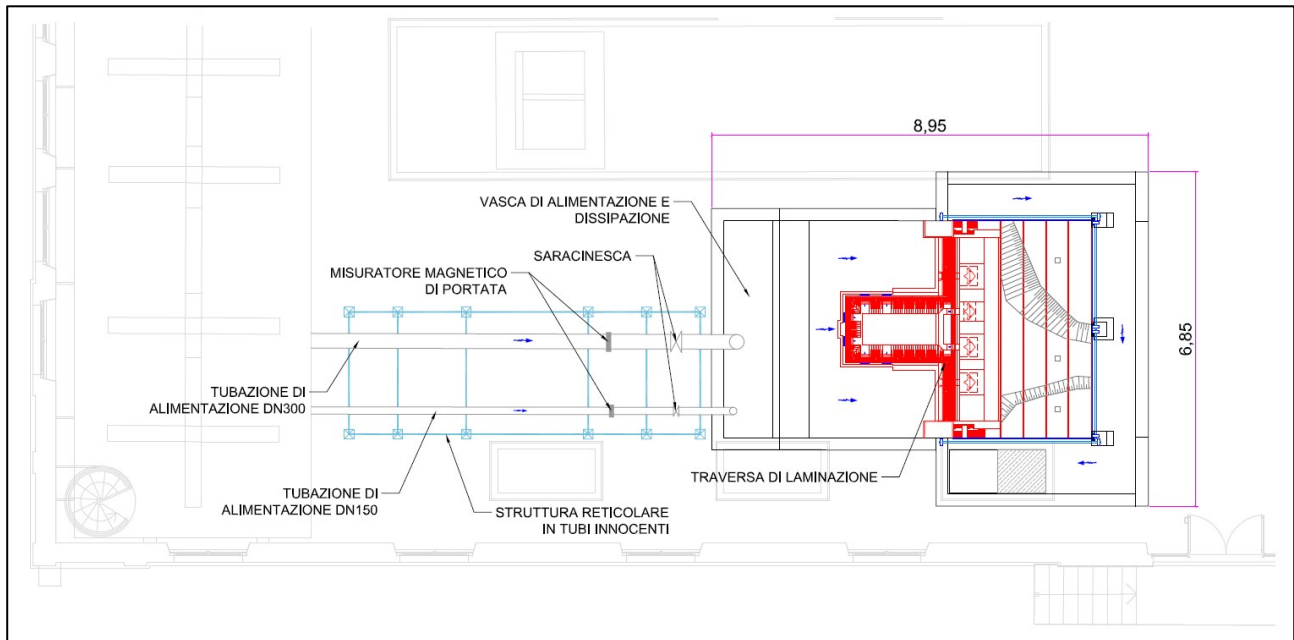 8,95
VASCA DI ALIMENTAZIONE E
DISSIPAZIONE
SARACINESCA
MISURATORE MAGNETICO
DI PORTATA
6,85
TUBAZIONE DI
ALIMENTAZIONE DN300
TRAVERSA DI LAMINAZIONE
TUBAZIONE DI
ALIMENTAZIONE DN150
STRUTTURA RETICOLARE
IN TUBI INNOCENTI